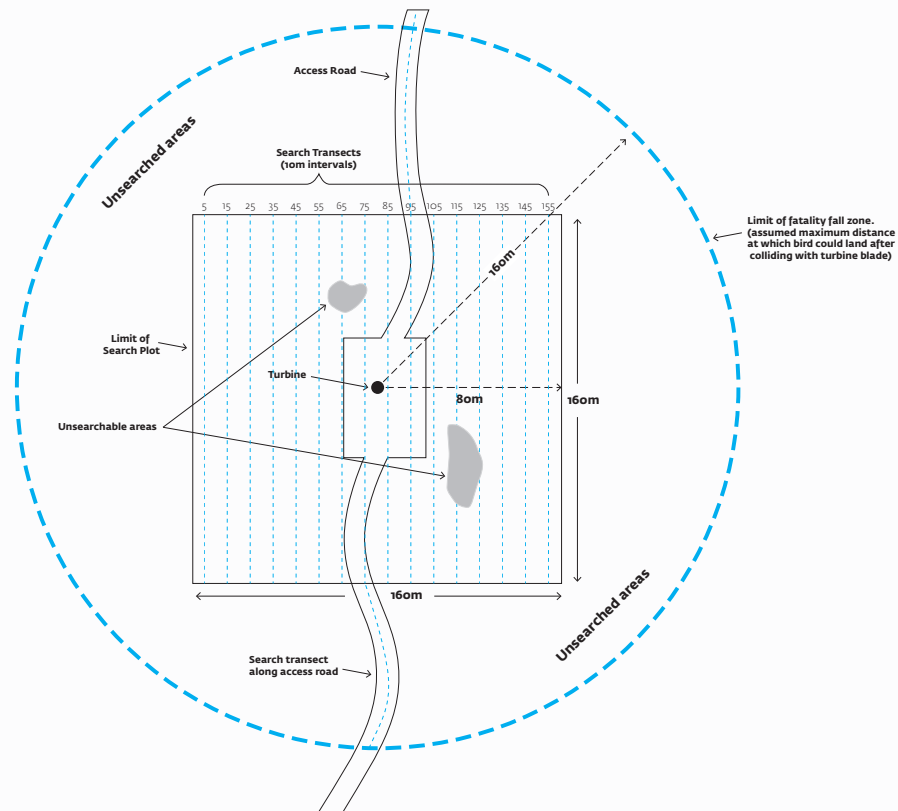 Access Road
Unsearched areas
Search Transects
(10m intervals)
5 15 25 35 45 55 65 75 85 95 105 115 125 135 145 155
Limit of fatality fall zone.
(assumed maximum distance
at which bird could land after
colliding with turbine blade)
160m
Limit of
Search Plot
Turbine
80m
160m
Unsearchable areas
160m
Unsearched areas
Search transect
along access road